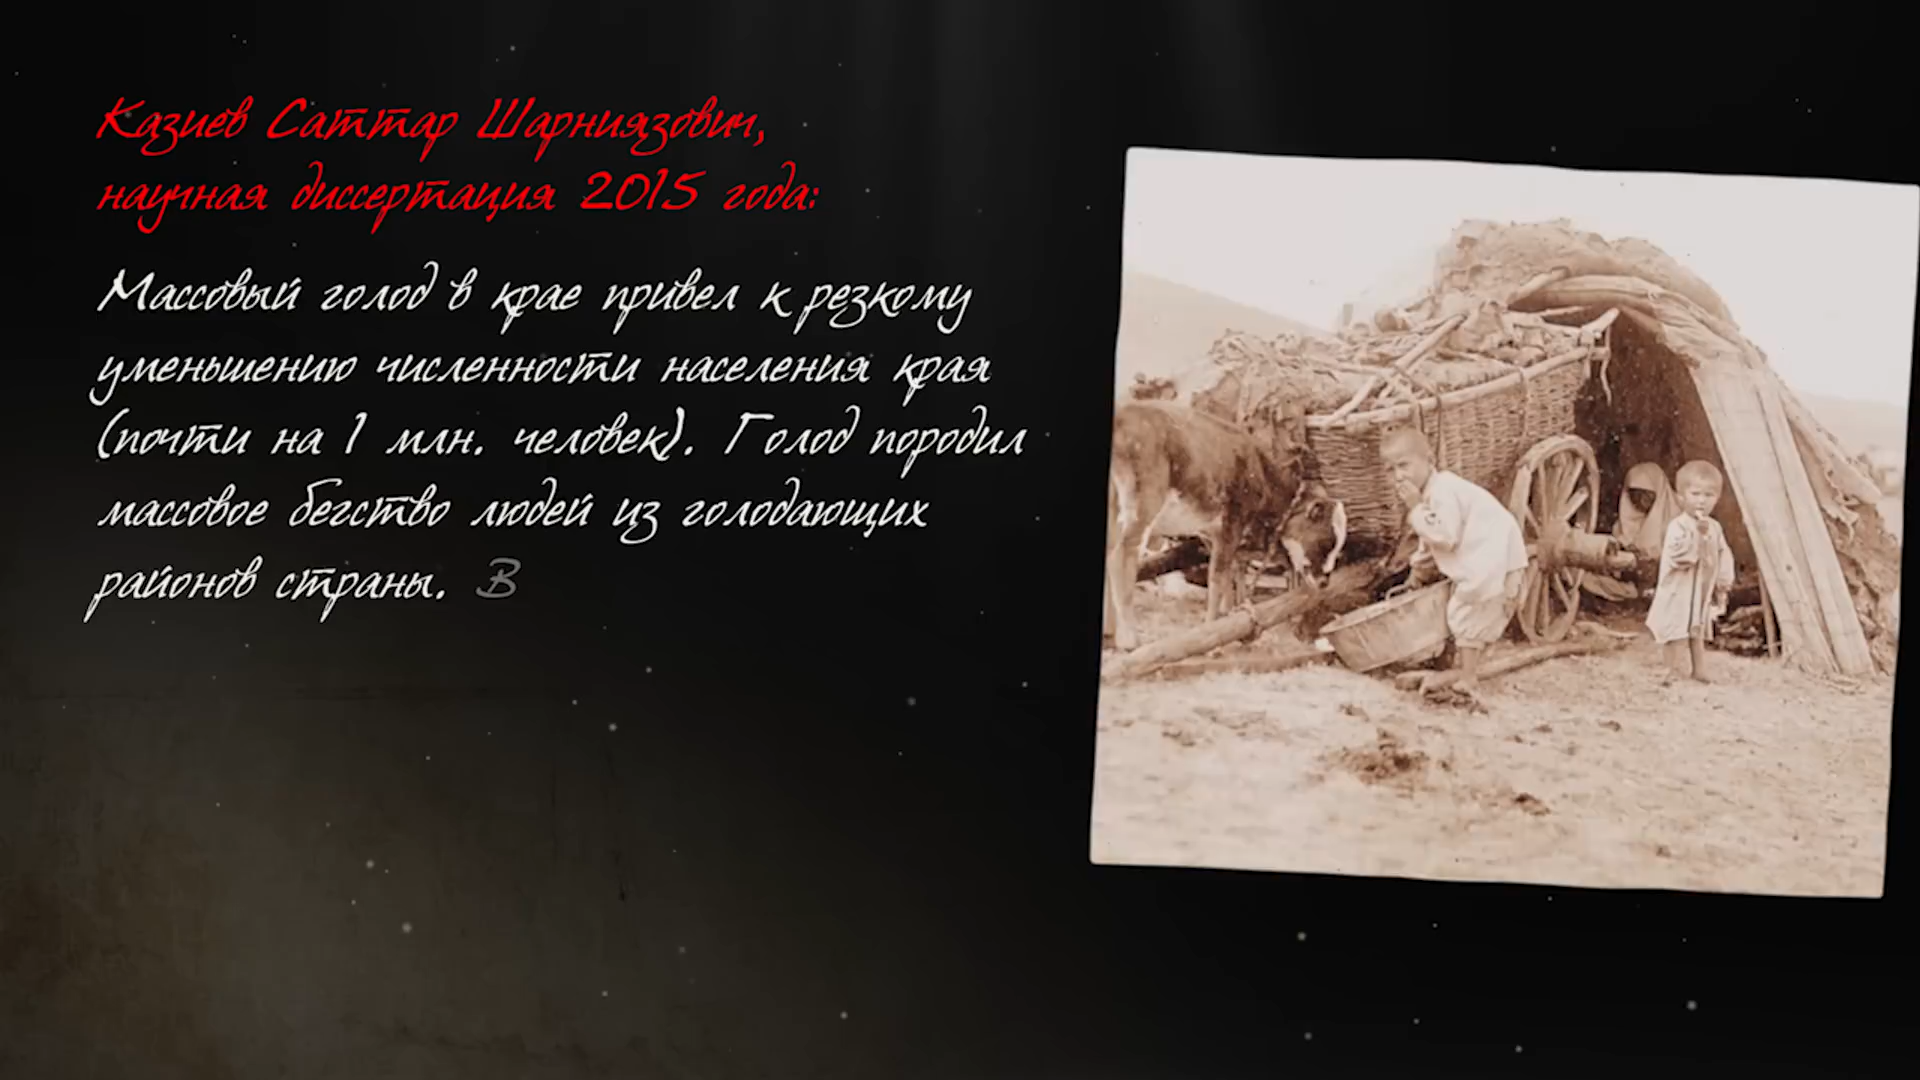 Казиев Саттар Шарниязович,
научная диссертация 2015 года:
Массовый голод в крае привел к резкому
уменьшению численности населения края
(почти на 1 млн. человек). Голод породил
массовое бегство людей из голодающих
районов страны. В